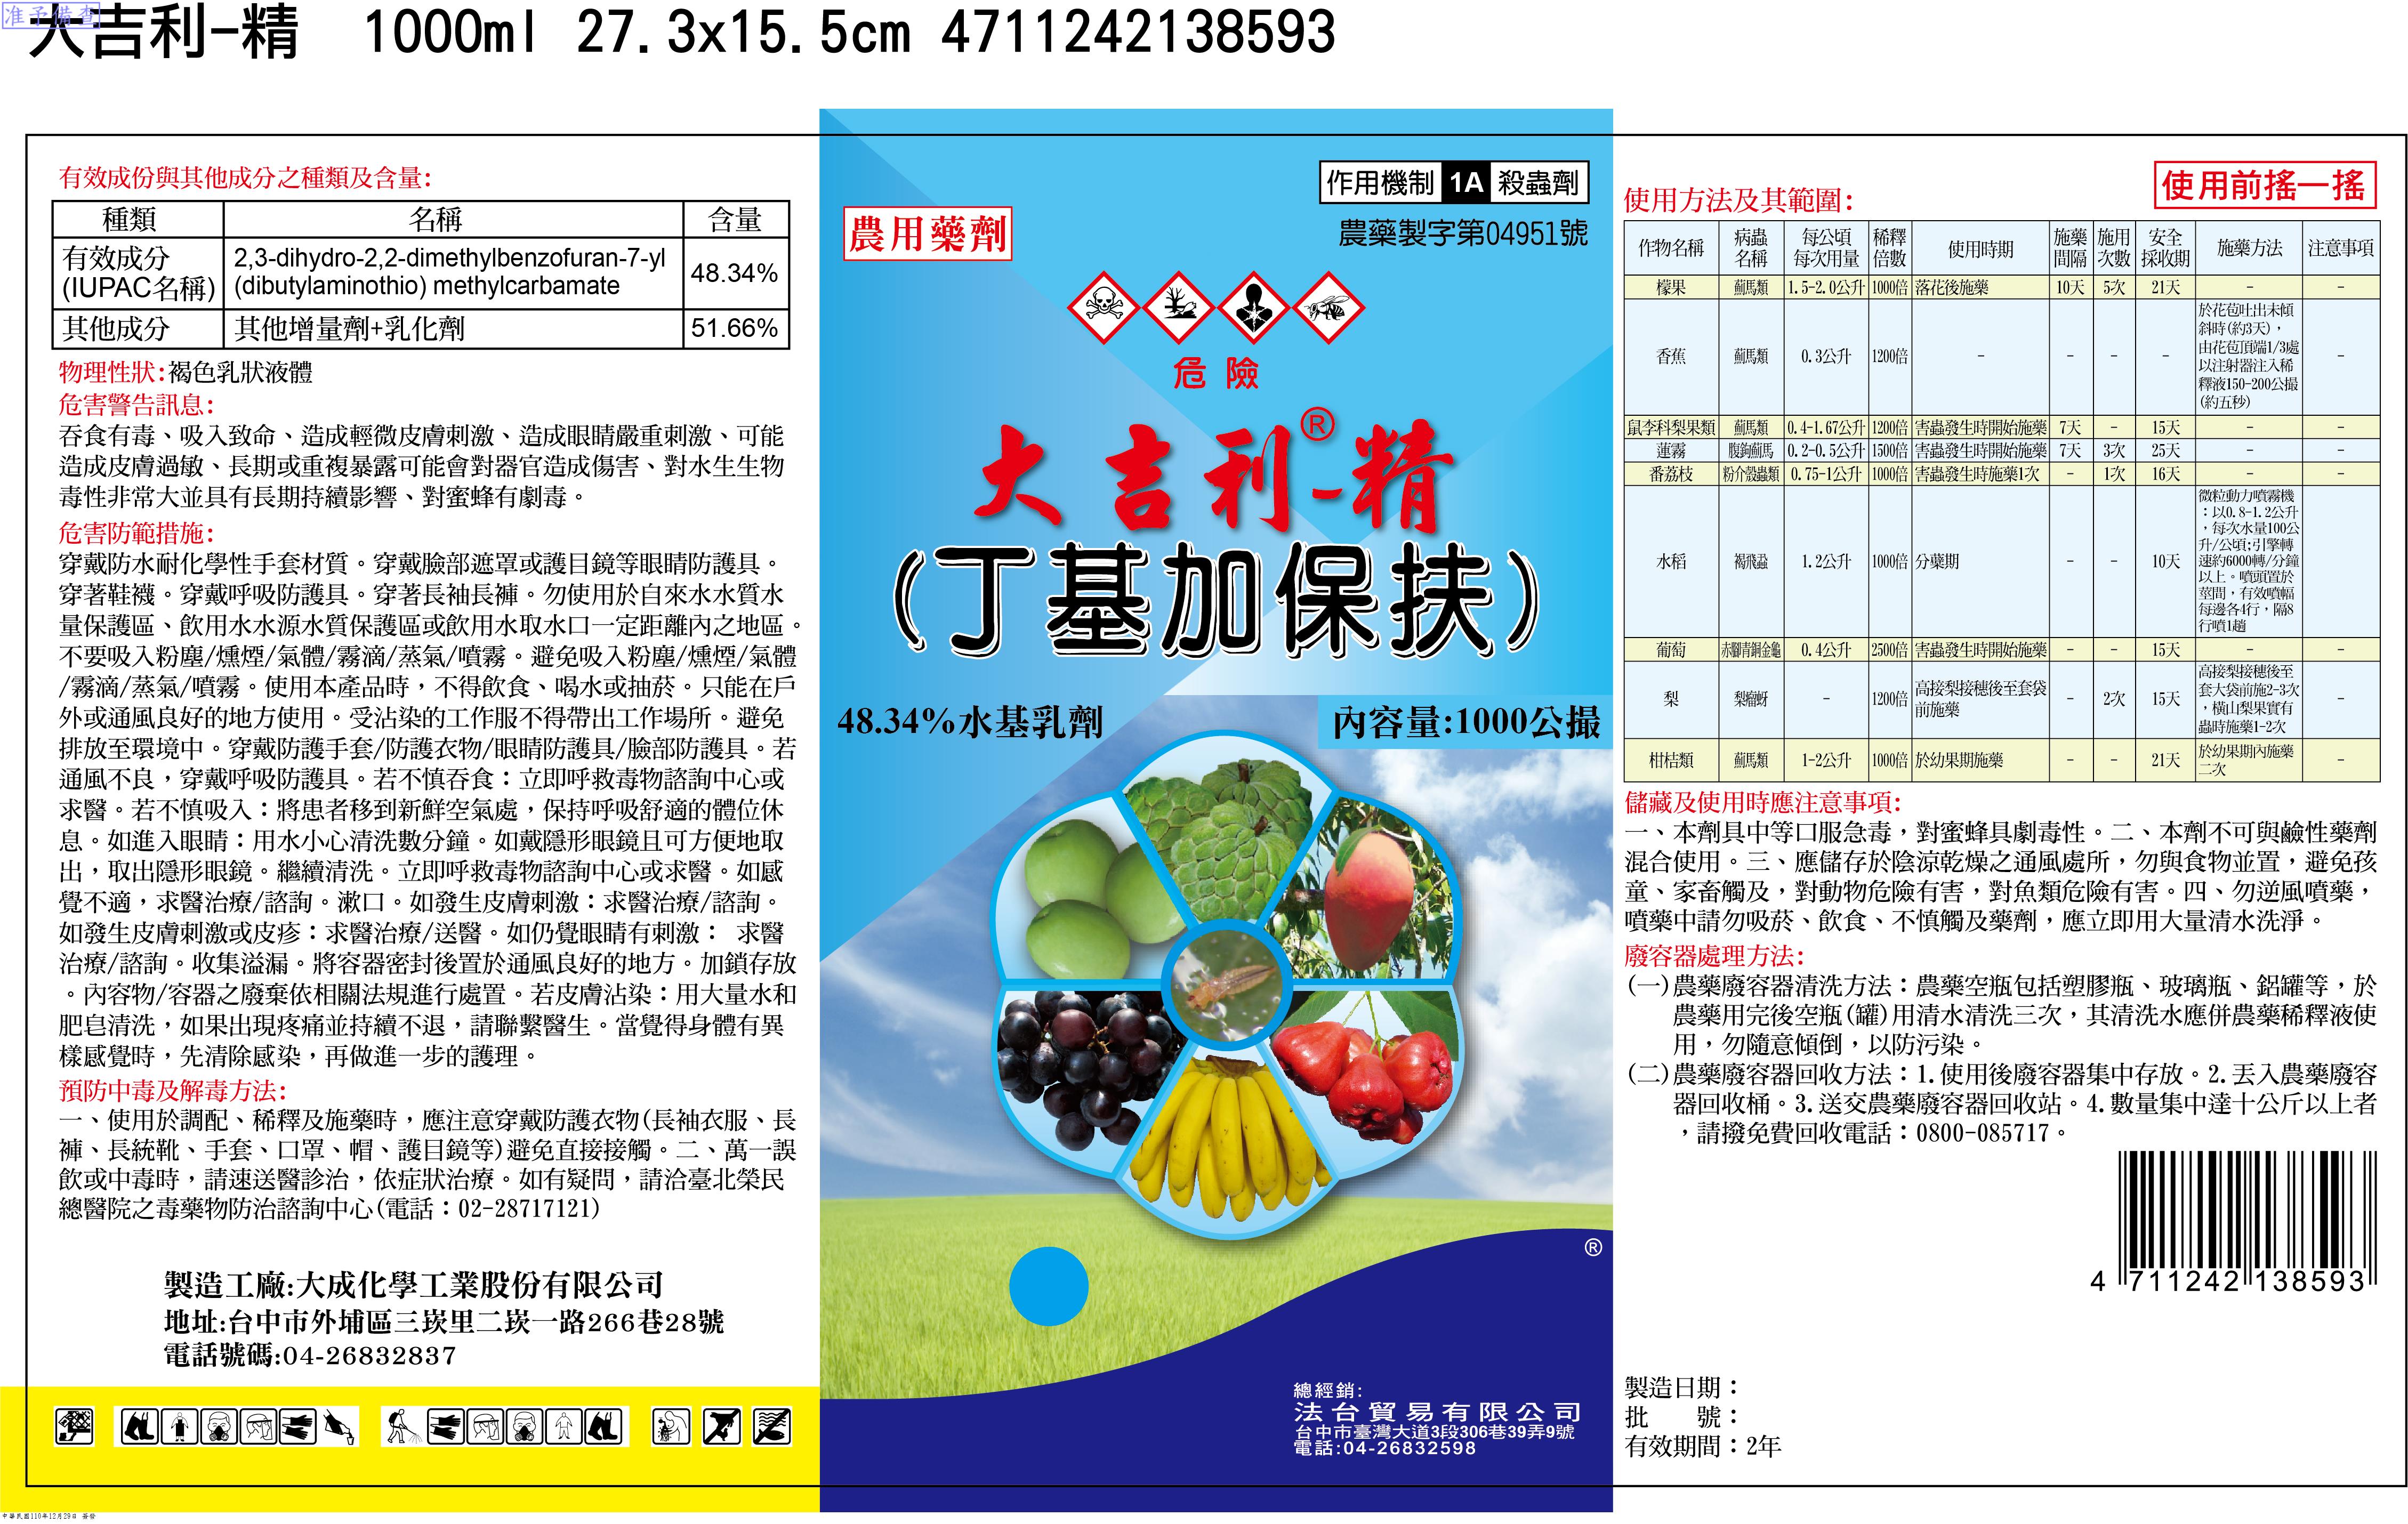 准予備查
大吉利-精 1000ml 27.3x15.5cm 4711242138593
有效成份與其他成分之種類及含量:
種類 名稱 含量
有效成分 2,3-dihydro-2,2-dimethylbenzofuran-7-yl 48.34%
(IUPAC名稱) (dibutylaminothio) methylcarbamate
其他成分 其他增量劑+乳化劑 51.66%
物理性狀:褐色乳狀液體
危害警告訊息:
吞食有毒、吸入致命、造成輕微皮膚刺激、造成眼睛嚴重刺激、可能
造成皮膚過敏、長期或重複暴露可能會對器官造成傷害、對水生生物
毒性非常大並具有長期持續影響、對蜜蜂有劇毒。
危害防範措施:
穿戴防水耐化學性手套材質。穿戴臉部遮罩或護目鏡等眼睛防護具。
穿著鞋襪。穿戴呼吸防護具。穿著長袖長褲。勿使用於自來水水質水
量保護區、飲用水水源水質保護區或飲用水取水口一定距離內之地區。
不要吸入粉塵/燻煙/氣體/霧滴/蒸氣/噴霧。避免吸入粉塵/燻煙/氣體
/霧滴/蒸氣/噴霧。使用本產品時，不得飲食、喝水或抽菸。只能在戶
外或通風良好的地方使用。受沾染的工作服不得帶出工作場所。避免
排放至環境中。穿戴防護手套/防護衣物/眼睛防護具/臉部防護具。若
通風不良，穿戴呼吸防護具。若不慎吞食：立即呼救毒物諮詢中心或
求醫。若不慎吸入：將患者移到新鮮空氣處，保持呼吸舒適的體位休
息。如進入眼睛：用水小心清洗數分鐘。如戴隱形眼鏡且可方便地取
出，取出隱形眼鏡。繼續清洗。立即呼救毒物諮詢中心或求醫。如感
覺不適，求醫治療/諮詢。漱口。如發生皮膚刺激：求醫治療/諮詢。
如發生皮膚刺激或皮疹：求醫治療/送醫。如仍覺眼睛有刺激： 求醫
治療/諮詢。收集溢漏。將容器密封後置於通風良好的地方。加鎖存放
。內容物/容器之廢棄依相關法規進行處置。若皮膚沾染：用大量水和
肥皂清洗，如果出現疼痛並持續不退，請聯繫醫生。當覺得身體有異
樣感覺時，先清除感染，再做進一步的護理。
預防中毒及解毒方法:
一、使用於調配、稀釋及施藥時，應注意穿戴防護衣物(長袖衣服、長
褲、長統靴、手套、口罩、帽、護目鏡等)避免直接接觸。二、萬一誤
飲或中毒時，請速送醫診治，依症狀治療。如有疑問，請洽臺北榮民
總醫院之毒藥物防治諮詢中心(電話：02-28717121)
製造工廠:大成化學工業股份有限公司
地址:台中市外埔區三崁里二崁一路266巷28號
電話號碼:04-26832837
中華民國110年12月29日 簽發
作用機制 1A 殺蟲劑
農用藥劑
農藥製字第04951號
危險
大吉利-精®
(丁基加保扶)
48.34%水基乳劑
內容量:1000公撮
®
總經銷:
法台貿易有限公司
台中市臺灣大道3段306巷39弄9號
電話:04-26832598
使用前搖一搖
使用方法及其範圍:
作物名稱 病蟲名稱 每公頃每次用量 稀釋倍數 使用時期 施藥間隔 施用次數 安全採收期 施藥方法 注意事項
檬果 薊馬類 1.5-2.0公升 1000倍 落花後施藥 10天 5次 21天 - -
香蕉 薊馬類 0.3公升 1200倍 - - - - 於花苞吐出未傾斜時(約3天)，由花苞頂端1/3處以注射器注入稀釋液150-200公撮(約五秒) -
鼠李科梨果類 薊馬類 0.4-1.67公升 1200倍 害蟲發生時開始施藥 7天 - 15天 - -
蓮霧 腹鉤薊馬 0.2-0.5公升 1500倍 害蟲發生時開始施藥 7天 3次 25天 - -
番荔枝 粉介殼蟲類 0.75-1公升 1000倍 害蟲發生時施藥1次 - 1次 16天 - -
水稻 褐飛蝨 1.2公升 1000倍 分蘗期 - - 10天 微粒動力噴霧機：以0.8-1.2公升，每次水量100公升/公頃;引擎轉速約6000轉/分鐘以上。噴頭置於莖間，有效噴幅每邊各4行，隔8行噴1趟
葡萄 赤腳青銅金龜 0.4公升 2500倍 害蟲發生時開始施藥 - - 15天 - -
梨 梨瘤蚜 - 1200倍 高接梨接穗後至套袋前施藥 - 2次 15天 高接梨接穗後至套大袋前施2-3次，橫山梨果實有蟲時施藥1-2次 -
柑桔類 薊馬類 1-2公升 1000倍 於幼果期施藥 - - 21天 於幼果期內施藥二次 -
儲藏及使用時應注意事項:
一、本劑具中等口服急毒，對蜜蜂具劇毒性。二、本劑不可與鹼性藥劑
混合使用。三、應儲存於陰涼乾燥之通風處所，勿與食物並置，避免孩
童、家畜觸及，對動物危險有害，對魚類危險有害。四、勿逆風噴藥，
噴藥中請勿吸菸、飲食、不慎觸及藥劑，應立即用大量清水洗淨。
廢容器處理方法:
(一)農藥廢容器清洗方法：農藥空瓶包括塑膠瓶、玻璃瓶、鋁罐等，於
農藥用完後空瓶(罐)用清水清洗三次，其清洗水應併農藥稀釋液使
用，勿隨意傾倒，以防污染。
(二)農藥廢容器回收方法：1.使用後廢容器集中存放。2.丟入農藥廢容
器回收桶。3.送交農藥廢容器回收站。4.數量集中達十公斤以上者
，請撥免費回收電話：0800-085717。
4 711242 138593
製造日期：
批 號：
有效期間：2年